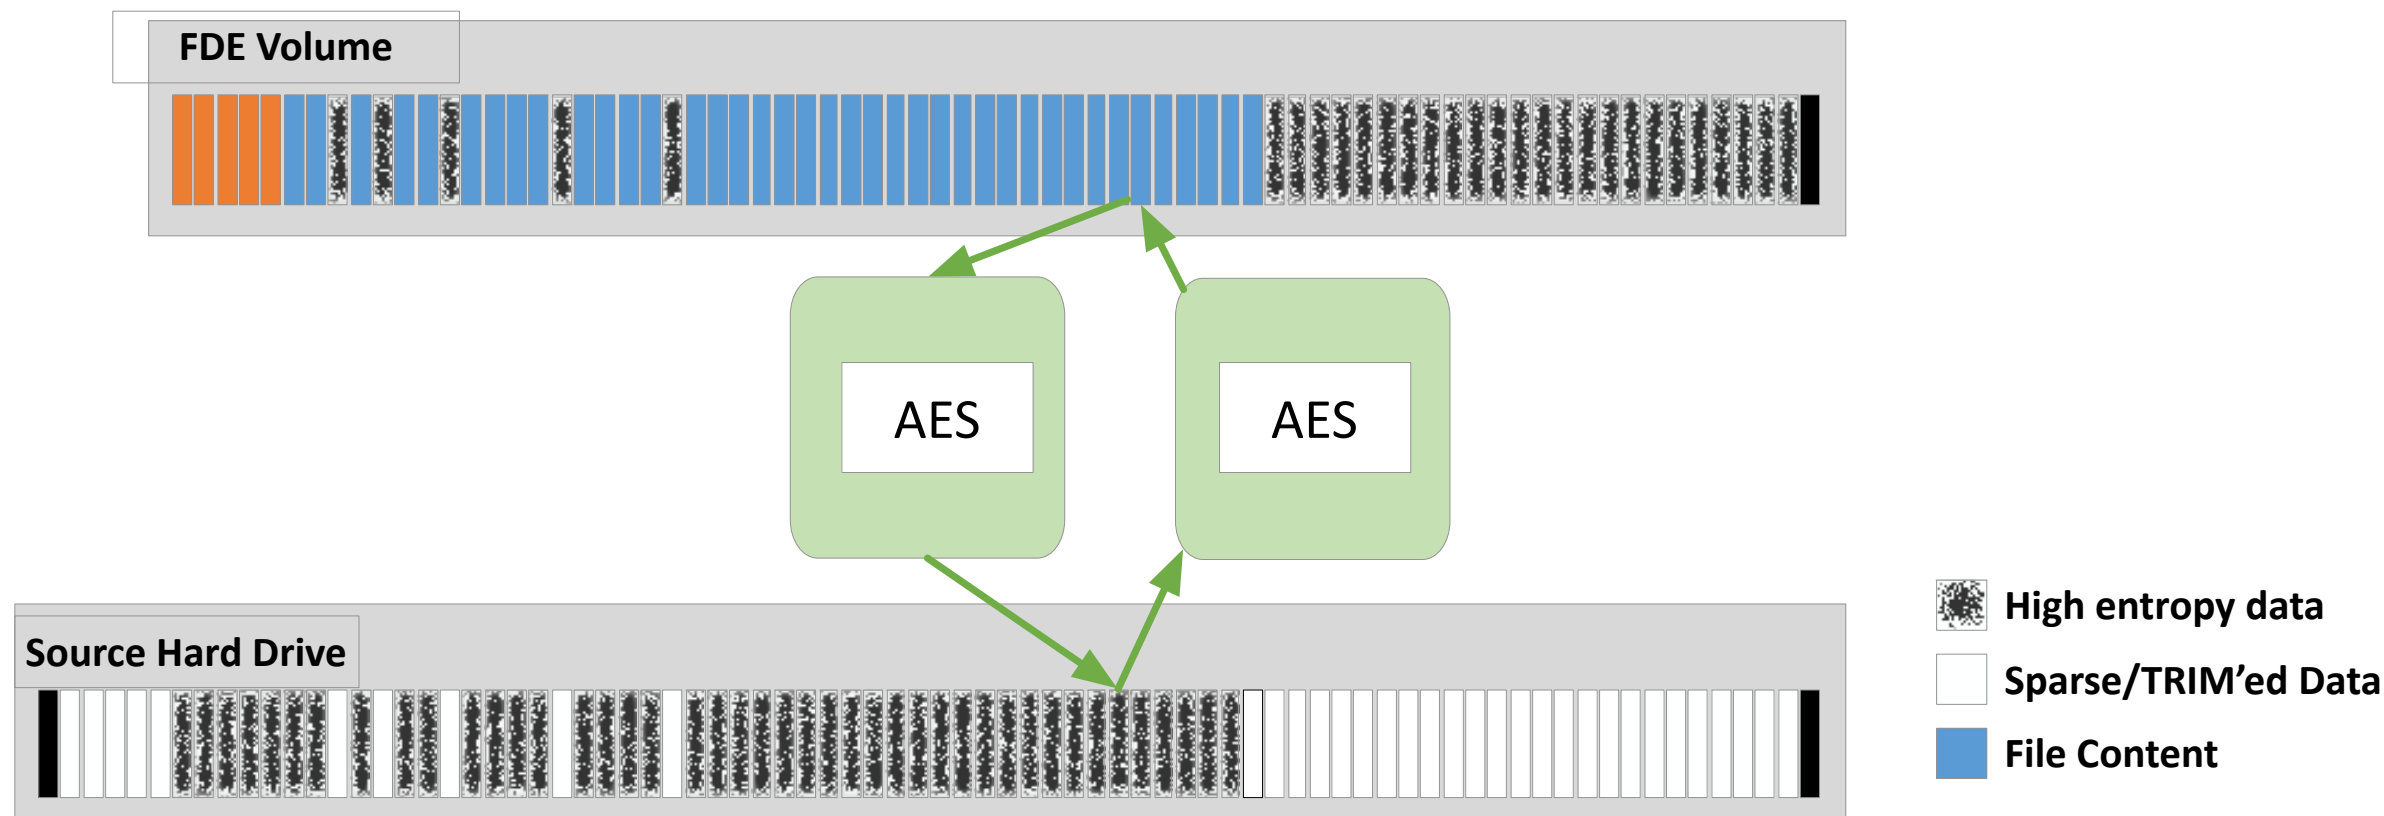 FDE Volume
AES
AES
Source Hard Drive
High entropy data
Sparse/TRIM'ed Data
File Content